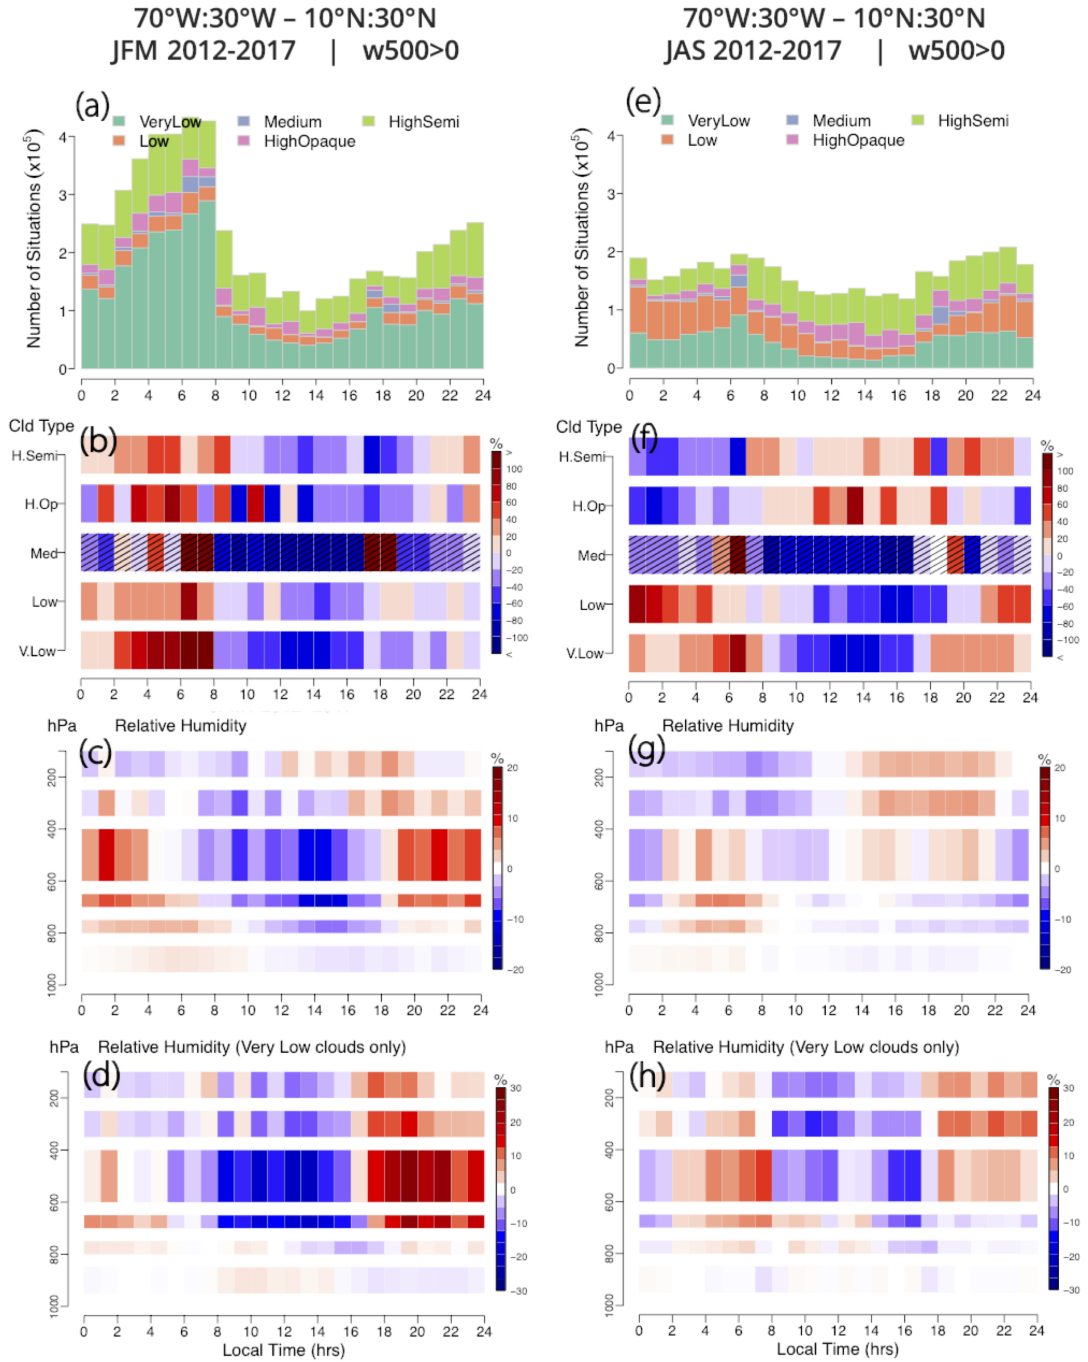 70°W:30°W – 10°N:30°N
JFM 2012-2017 | w500>0
70°W:30°W – 10°N:30°N
JAS 2012-2017 | w500>0
(a)
VeryLow Medium HighSemi
Low HighOpaque
Number of Situations (x10⁵)
4
3
2
1
0
0 2 4 6 8 10 12 14 16 18 20 22 24
(e)
VeryLow Medium HighSemi
Low HighOpaque
Number of Situations (x10⁵)
4
3
2
1
0
0 2 4 6 8 10 12 14 16 18 20 22 24
Cld Type
(b)
H.Semi
H.Op
Med
Low
V.Low
0 2 4 6 8 10 12 14 16 18 20 22 24
%
>
100
80
60
40
20
0
−20
−40
−60
−80
−100
<
Cld Type
(f)
H.Semi
H.Op
Med
Low
V.Low
0 2 4 6 8 10 12 14 16 18 20 22 24
%
>
100
80
60
40
20
0
−20
−40
−60
−80
−100
<
hPa Relative Humidity
(c)
200
400
600
800
1000
0 2 4 6 8 10 12 14 16 18 20 22 24
%
20
10
0
−10
−20
hPa Relative Humidity
(g)
200
400
600
800
1000
0 2 4 6 8 10 12 14 16 18 20 22 24
%
20
10
0
−10
−20
hPa Relative Humidity (Very Low clouds only)
(d)
200
400
600
800
1000
0 2 4 6 8 10 12 14 16 18 20 22 24
Local Time (hrs)
%
30
20
10
0
−10
−20
−30
hPa Relative Humidity (Very Low clouds only)
(h)
200
400
600
800
1000
0 2 4 6 8 10 12 14 16 18 20 22 24
Local Time (hrs)
%
30
20
10
0
−10
−20
−30